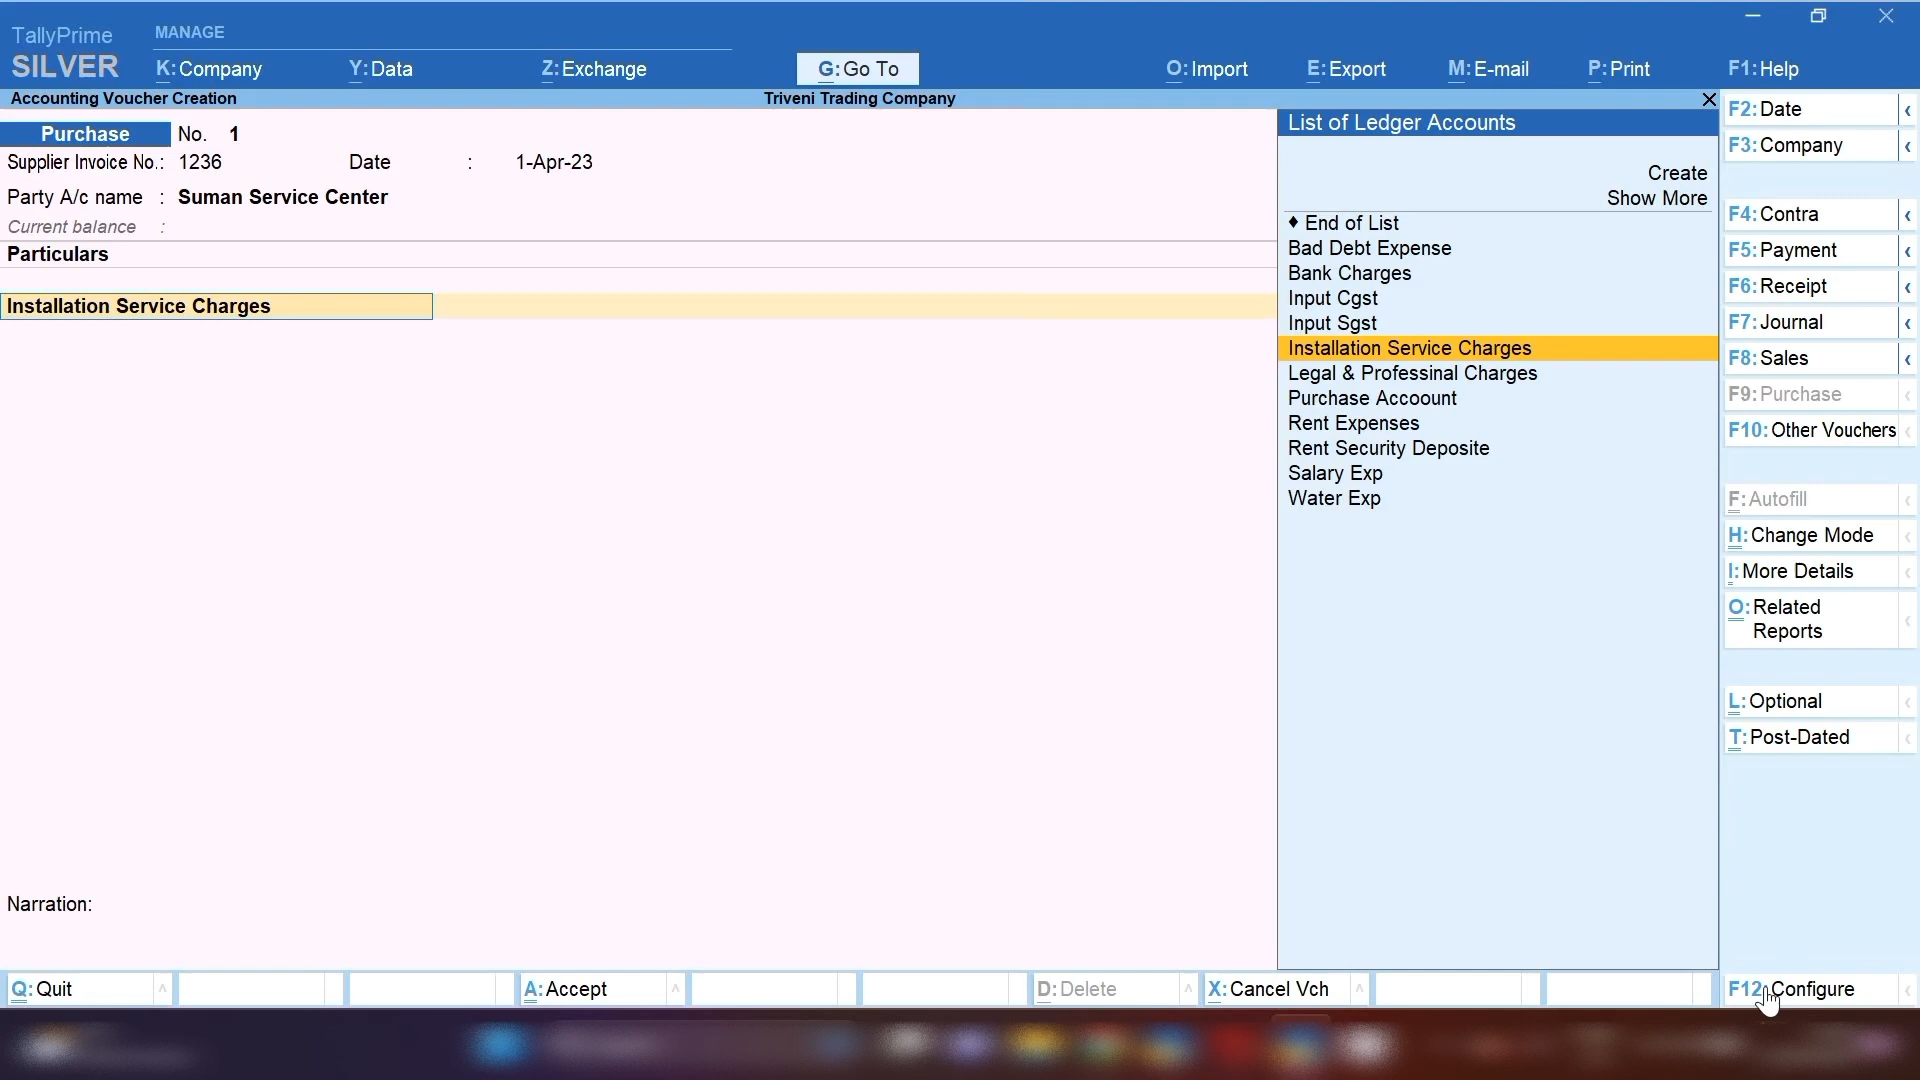 TallyPrime
SILVER
MANAGE
K:Company
Y:Data
Z:Exchange
G:Go To
O:Import
E:Export
M:E-mail
P:Print
F1:Help
Accounting Voucher Creation
Triveni Trading Company
Purchase No. 1
Supplier Invoice No.: 1236 Date : 1-Apr-23
Party A/c name : Suman Service Center
Current balance :
Particulars
Installation Service Charges
Narration:
List of Ledger Accounts
Create
Show More
♦ End of List
Bad Debt Expense
Bank Charges
Input Cgst
Input Sgst
Installation Service Charges
Legal & Professinal Charges
Purchase Accoount
Rent Expenses
Rent Security Deposite
Salary Exp
Water Exp
F2:Date
F3:Company
F4:Contra
F5:Payment
F6:Receipt
F7:Journal
F8:Sales
F9:Purchase
F10:Other Vouchers
F:Autofill
H:Change Mode
I:More Details
O:Related
Reports
L:Optional
T:Post-Dated
Q:Quit
A:Accept
D:Delete
X:Cancel Vch
F12:Configure